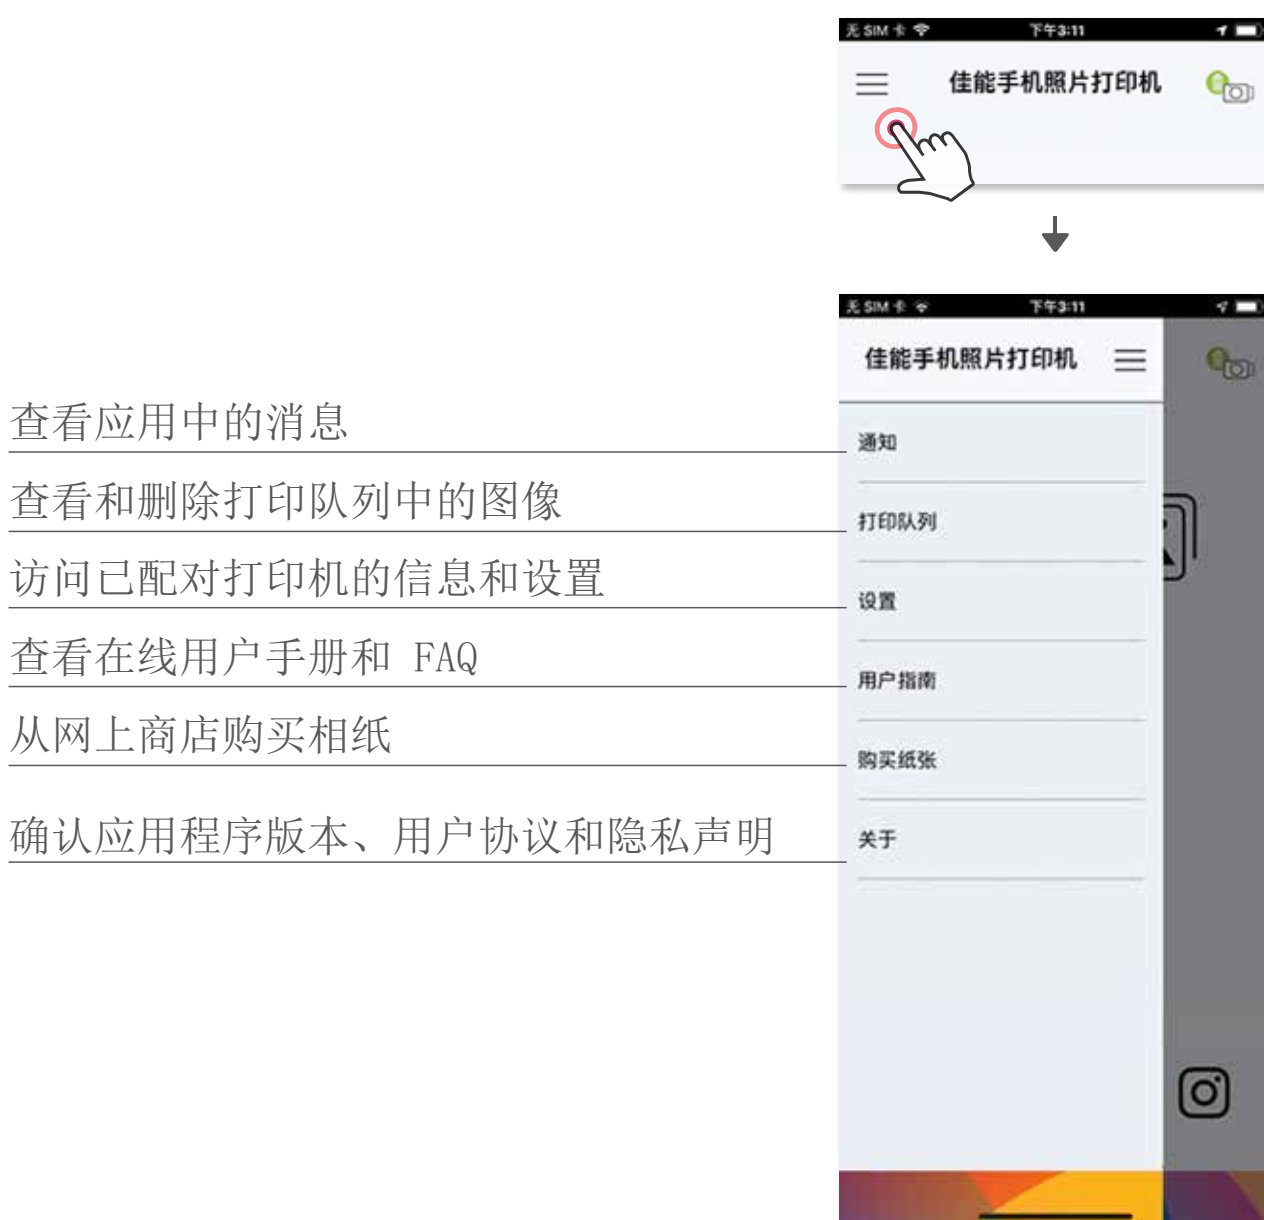 无 SIM 卡 下午3:11
佳能手机照片打印机
无 SIM 卡 下午3:11
佳能手机照片打印机
查看应用中的消息
通知
查看和删除打印队列中的图像
打印队列
访问已配对打印机的信息和设置
设置
查看在线用户手册和 FAQ
用户指南
从网上商店购买相纸
购买纸张
确认应用程序版本、用户协议和隐私声明
关于